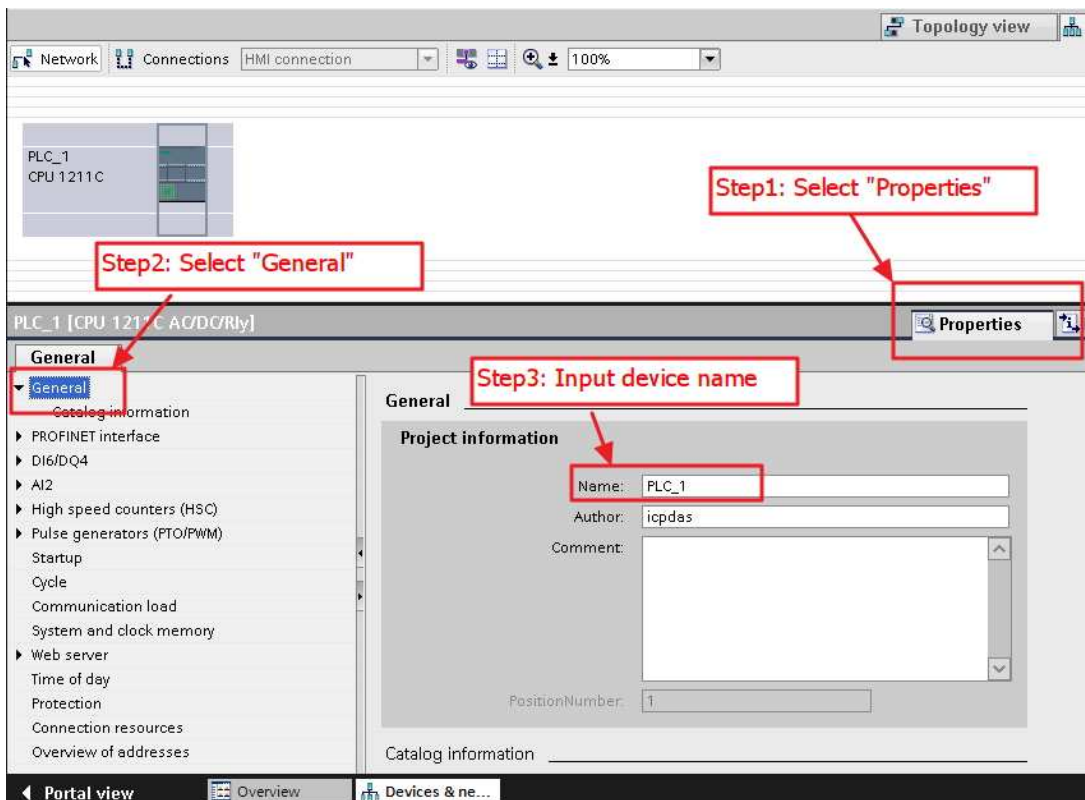 Topology view
Network Connections HMI connection 100%
PLC_1
CPU 1211C
Step1: Select "Properties"
Step2: Select "General"
PLC_1 [CPU 1211C AC/DC/Rly]
Properties
General
Step3: Input device name
General
Catalog information
PROFINET interface
DI6/DQ4
AI2
High speed counters (HSC)
Pulse generators (PTO/PWM)
Startup
Cycle
Communication load
System and clock memory
Web server
Time of day
Protection
Connection resources
Overview of addresses
General
Project information
Name: PLC_1
Author: icpdas
Comment:
PositionNumber: 1
Catalog information
Portal view Overview Devices & ne...